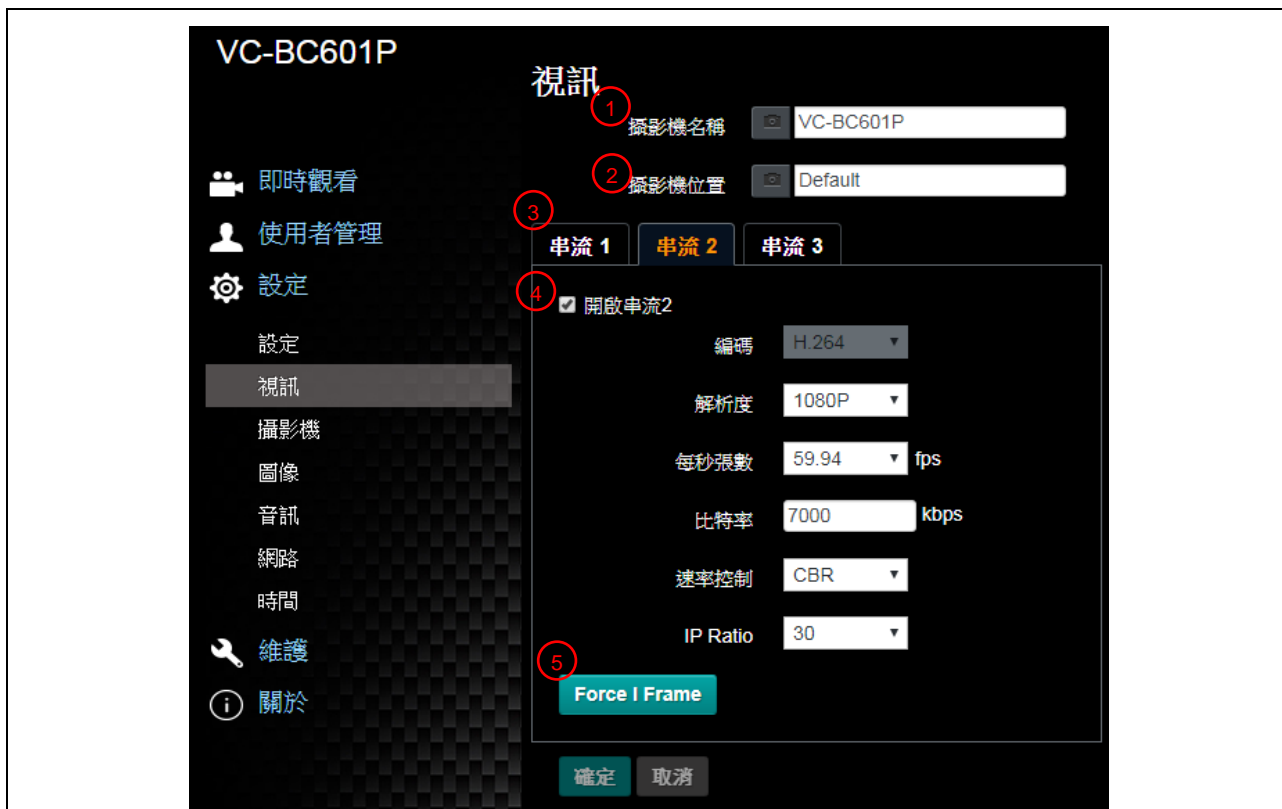 VC-BC601P
即時觀看
使用者管理
設定
設定
視訊
攝影機
圖像
音訊
網路
時間
維護
關於
視訊
1
攝影機名稱 VC-BC601P
2
攝影機位置 Default
3
串流 1 串流 2 串流 3
4
開啟串流2
編碼 H.264
解析度 1080P
每秒張數 59.94 fps
比特率 7000 kbps
速率控制 CBR
IP Ratio 30
5
Force I Frame
確定 取消